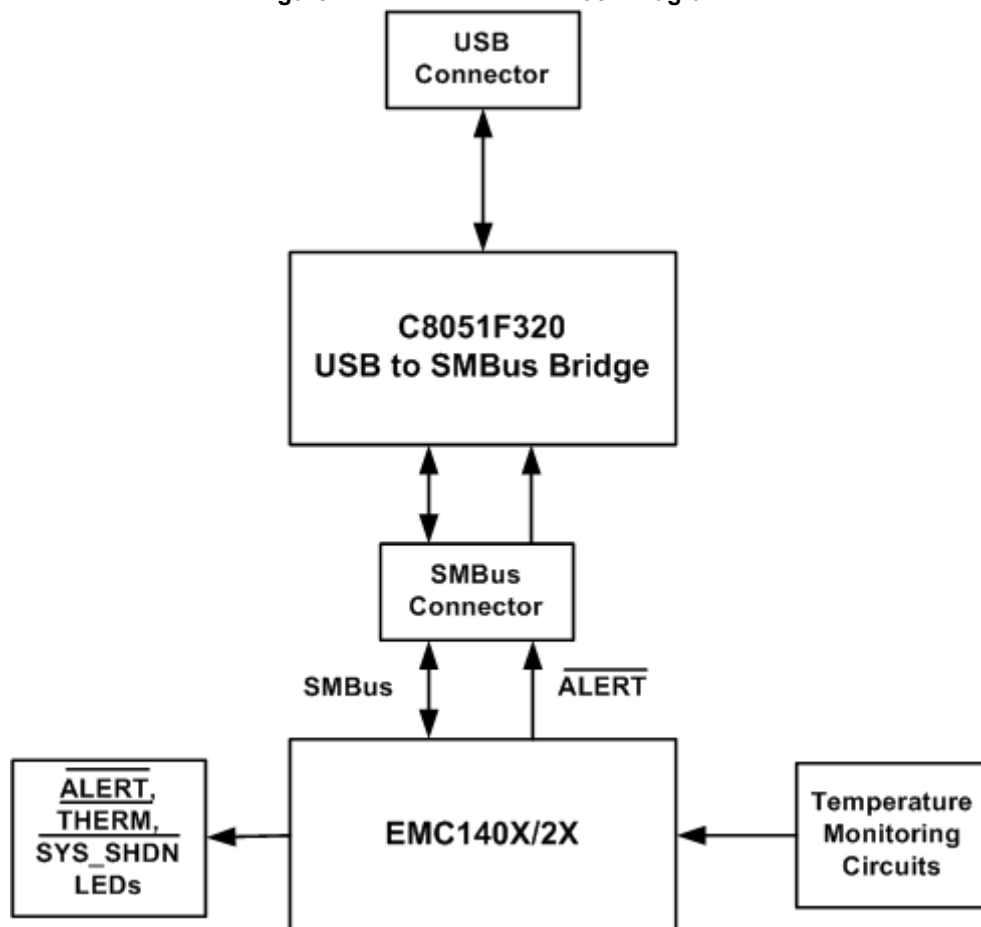 USB
Connector
C8051F320
USB to SMBus Bridge
SMBus
Connector
SMBus
ALERT
ALERT,
THERM,
SYS_SHDN
LEDs
EMC140X/2X
Temperature
Monitoring
Circuits